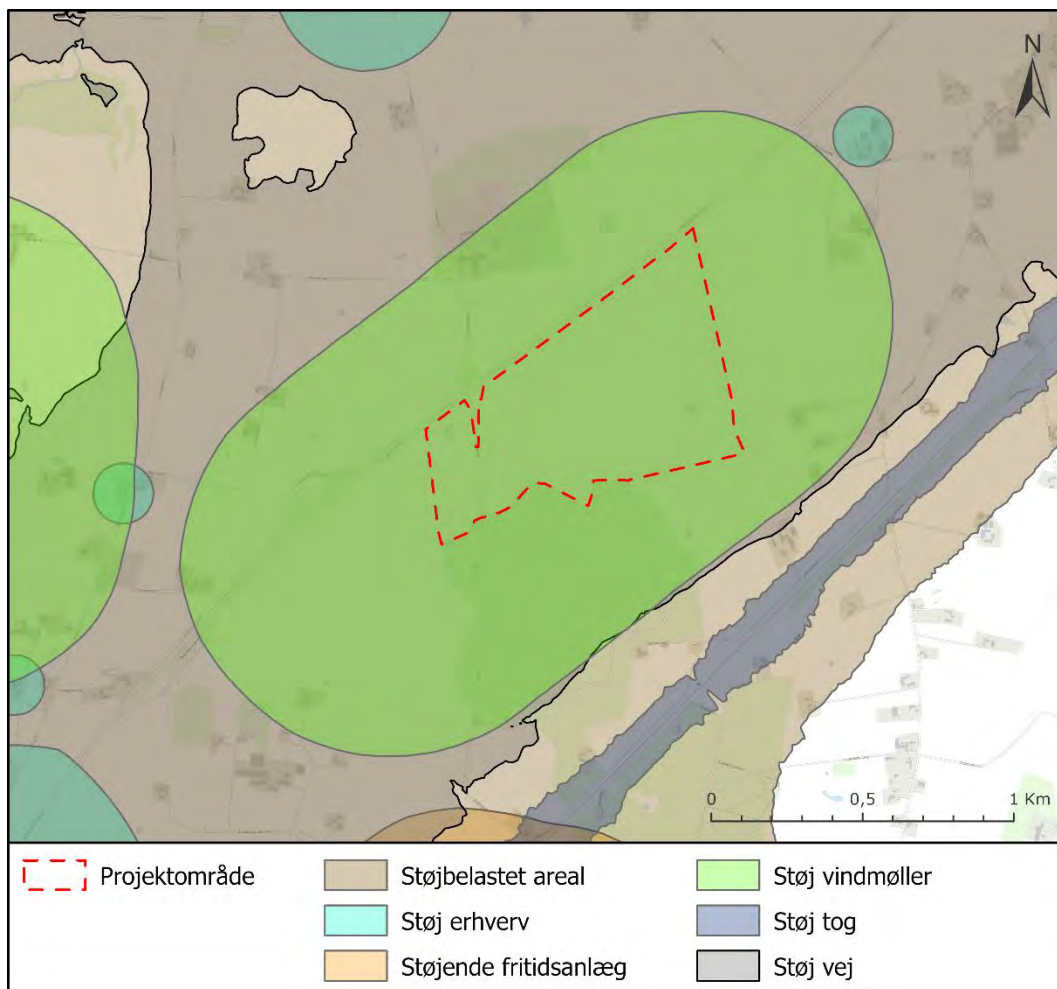 N
0 0,5 1 Km
Projektområde Støjbelastet areal Støj vindmøller
Støj erhverv Støj tog
Støjende fritidsanlæg Støj vej